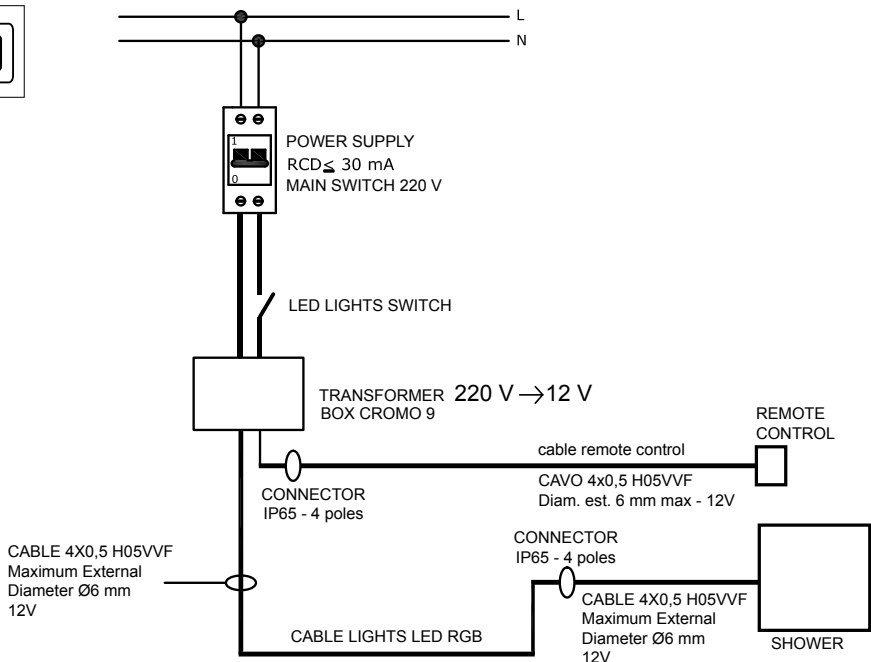 L
N
1
0
POWER SUPPLY
RCD≤ 30 mA
MAIN SWITCH 220 V
LED LIGHTS SWITCH
TRANSFORMER 220 V →12 V
BOX CROMO 9
REMOTE
CONTROL
cable remote control
CAVO 4x0,5 H05VVF
Diam. est. 6 mm max - 12V
CONNECTOR
IP65 - 4 poles
CONNECTOR
IP65 - 4 poles
CABLE 4X0,5 H05VVF
Maximum External
Diameter Ø6 mm
12V
CABLE 4X0,5 H05VVF
Maximum External
Diameter Ø6 mm
12V
CABLE LIGHTS LED RGB
SHOWER